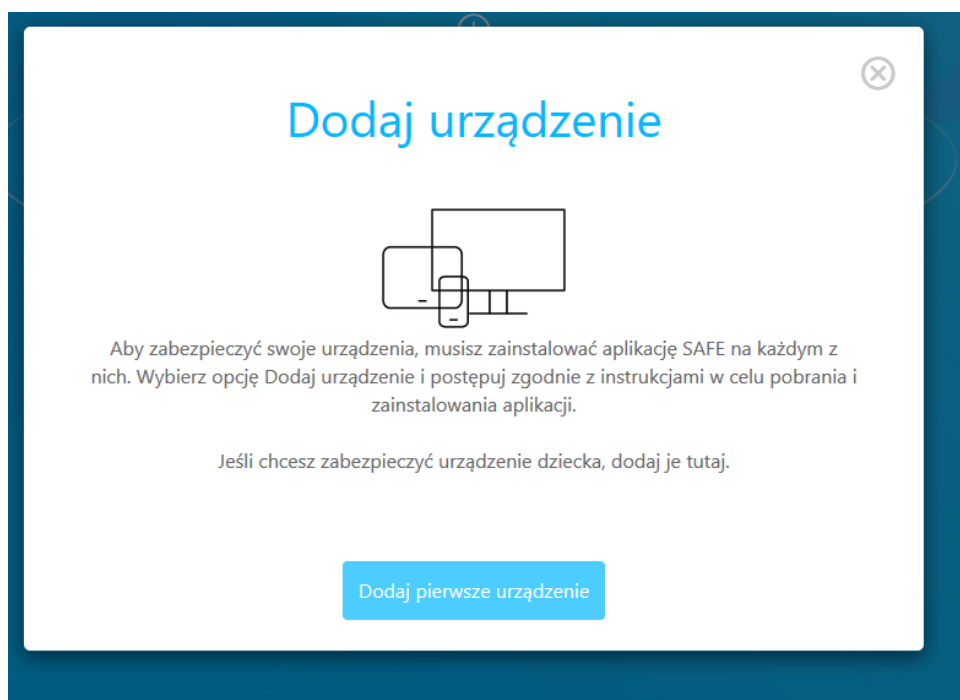 Dodaj urządzenie
Aby zabezpieczyć swoje urządzenia, musisz zainstalować aplikację SAFE na każdym z
nich. Wybierz opcję Dodaj urządzenie i postępuj zgodnie z instrukcjami w celu pobrania i
zainstalowania aplikacji.
Jeśli chcesz zabezpieczyć urządzenie dziecka, dodaj je tutaj.
Dodaj pierwsze urządzenie